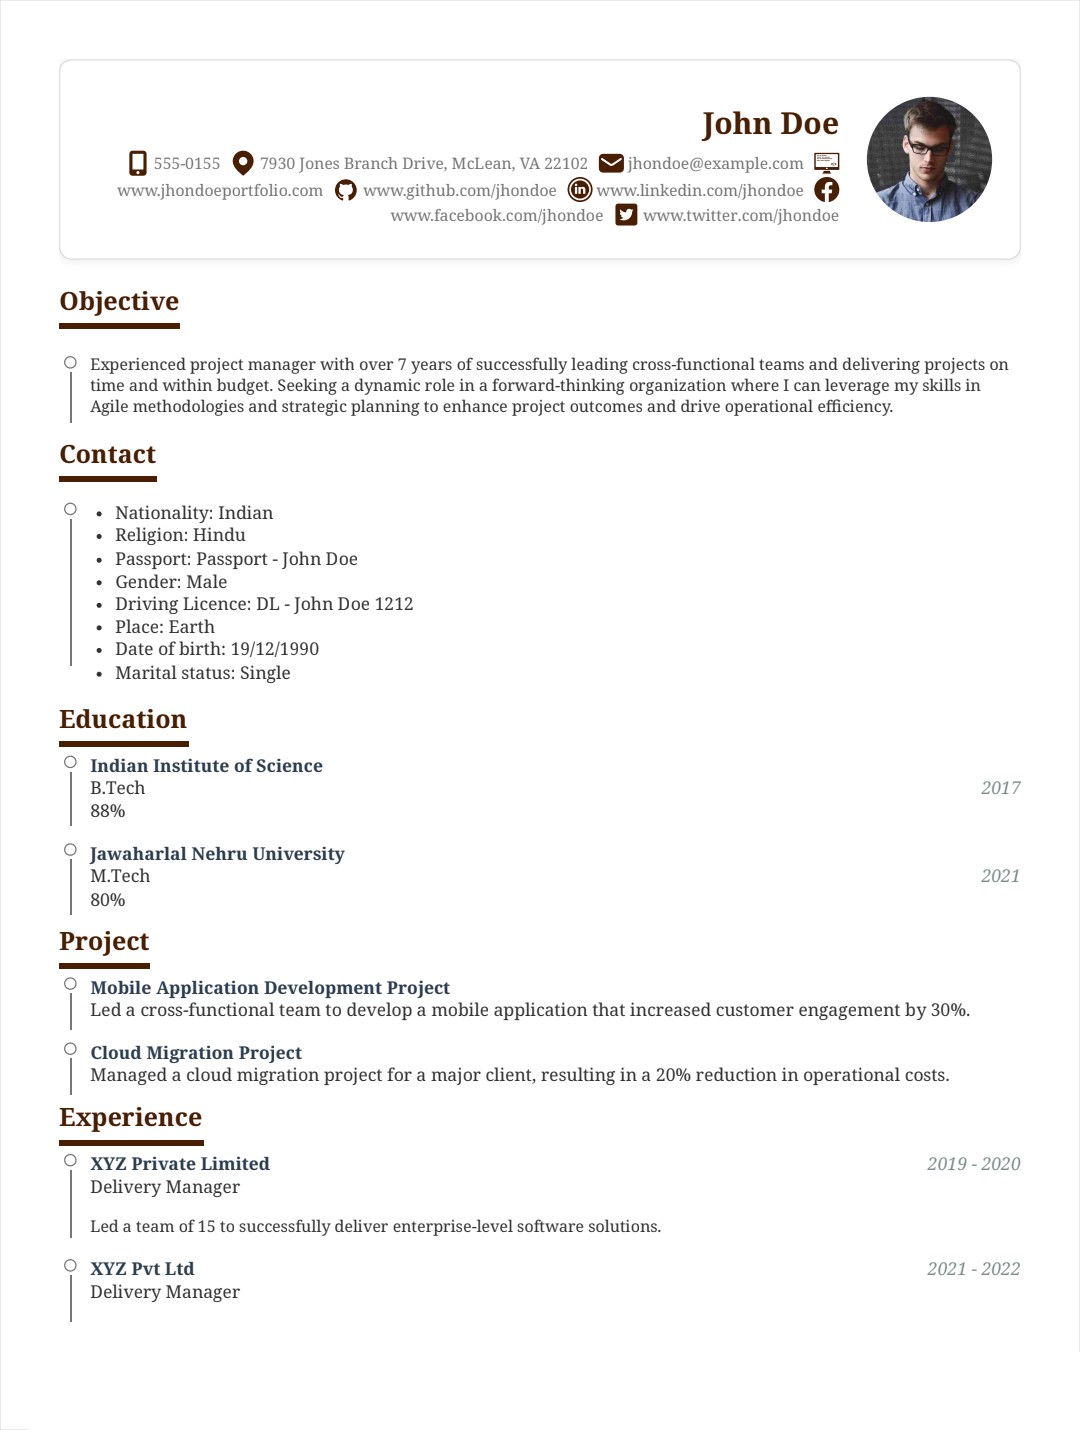 John Doe
555-0155 7930 Jones Branch Drive, McLean, VA 22102 jhondoe@example.com
www.jhondoeportfolio.com www.github.com/jhondoe www.linkedin.com/jhondoe
www.facebook.com/jhondoe www.twitter.com/jhondoe
Objective
Experienced project manager with over 7 years of successfully leading cross-functional teams and delivering projects on
time and within budget. Seeking a dynamic role in a forward-thinking organization where I can leverage my skills in
Agile methodologies and strategic planning to enhance project outcomes and drive operational efficiency.
Contact
• Nationality: Indian
• Religion: Hindu
• Passport: Passport - John Doe
• Gender: Male
• Driving Licence: DL - John Doe 1212
• Place: Earth
• Date of birth: 19/12/1990
• Marital status: Single
Education
Indian Institute of Science
B.Tech 2017
88%
Jawaharlal Nehru University
M.Tech 2021
80%
Project
Mobile Application Development Project
Led a cross-functional team to develop a mobile application that increased customer engagement by 30%.
Cloud Migration Project
Managed a cloud migration project for a major client, resulting in a 20% reduction in operational costs.
Experience
XYZ Private Limited 2019 - 2020
Delivery Manager
Led a team of 15 to successfully deliver enterprise-level software solutions.
XYZ Pvt Ltd 2021 - 2022
Delivery Manager